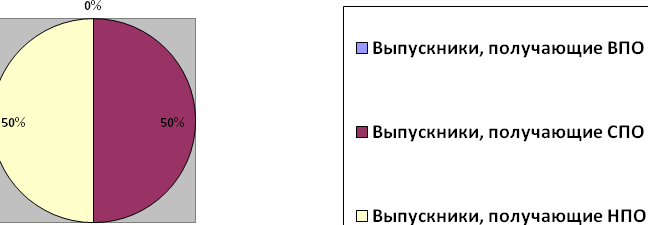 0%
50%
50%
Выпускники, получающие ВПО
Выпускники, получающие СПО
Выпускники, получающие НПО